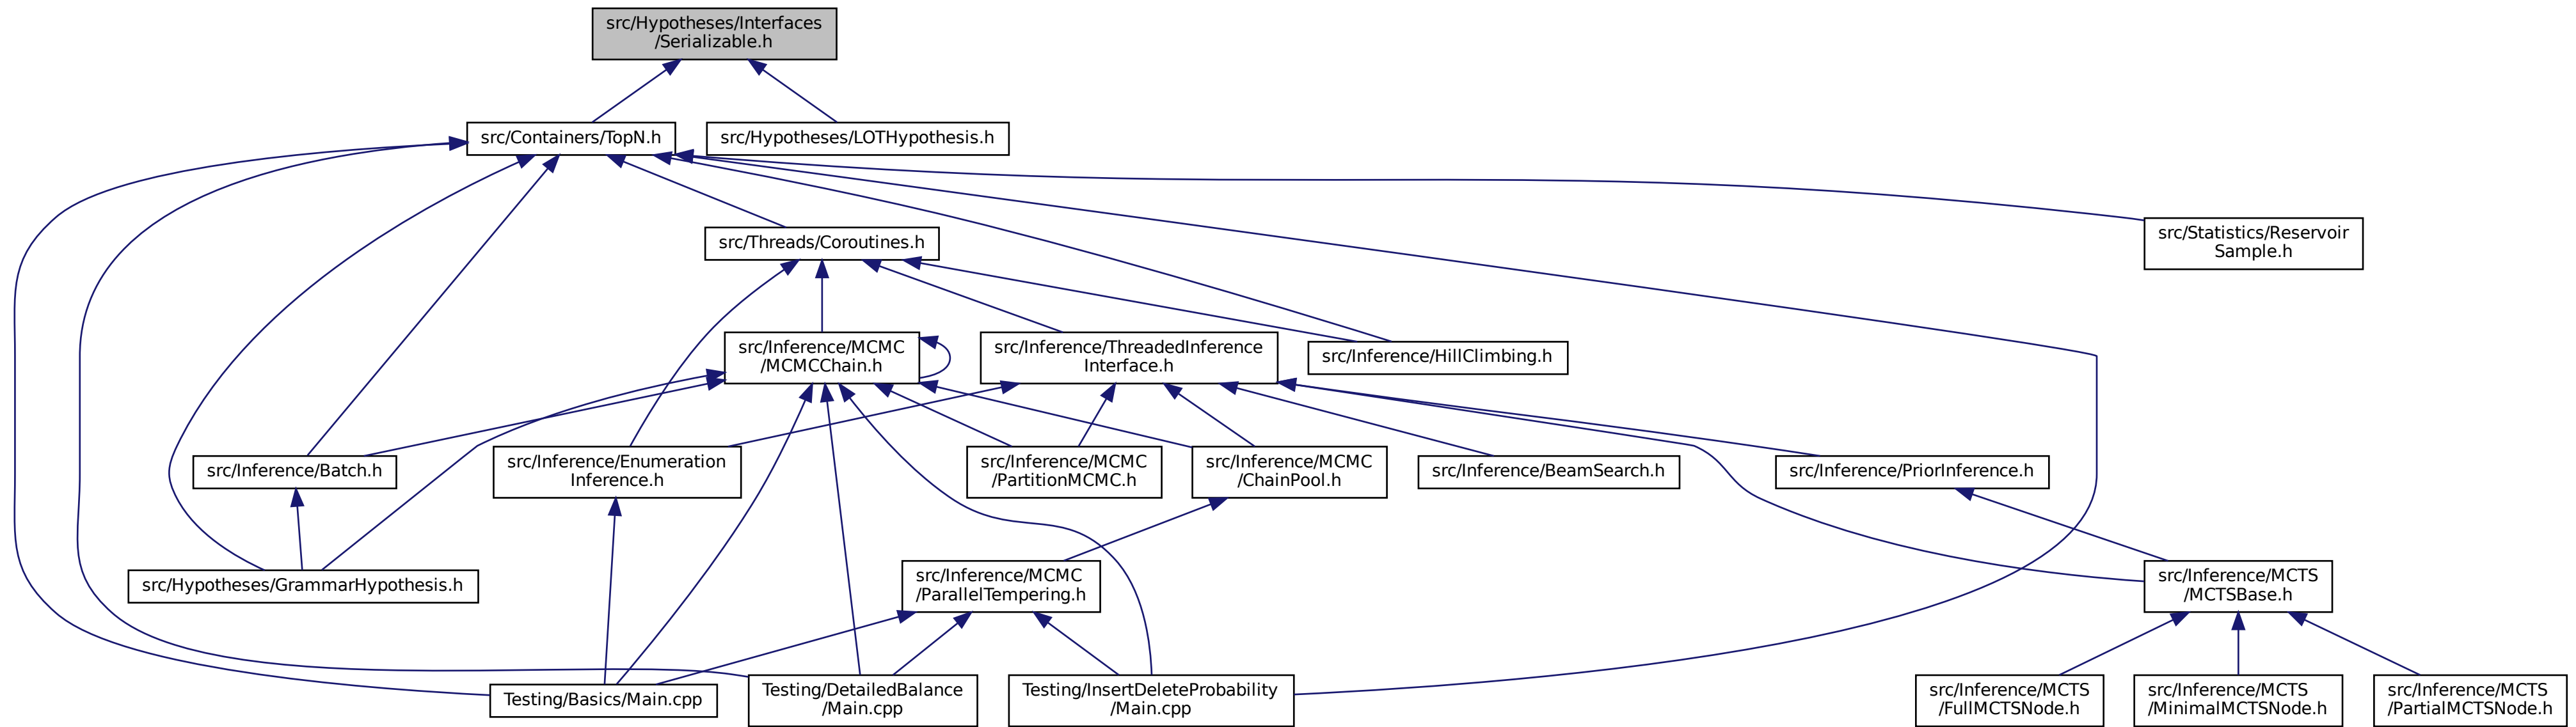 src/Hypotheses/Interfaces
/Serializable.h
src/Containers/TopN.h
src/Hypotheses/LOTHypothesis.h
src/Threads/Coroutines.h
src/Statistics/Reservoir
Sample.h
src/Inference/MCMC
/MCMCChain.h
src/Inference/ThreadedInference
Interface.h
src/Inference/HillClimbing.h
src/Inference/Batch.h
src/Inference/Enumeration
Inference.h
src/Inference/MCMC
/PartitionMCMC.h
src/Inference/MCMC
/ChainPool.h
src/Inference/BeamSearch.h
src/Inference/PriorInference.h
src/Hypotheses/GrammarHypothesis.h
src/Inference/MCMC
/ParallelTempering.h
src/Inference/MCTS
/MCTSBase.h
Testing/Basics/Main.cpp
Testing/DetailedBalance
/Main.cpp
Testing/InsertDeleteProbability
/Main.cpp
src/Inference/MCTS
/FullMCTSNode.h
src/Inference/MCTS
/MinimalMCTSNode.h
src/Inference/MCTS
/PartialMCTSNode.h